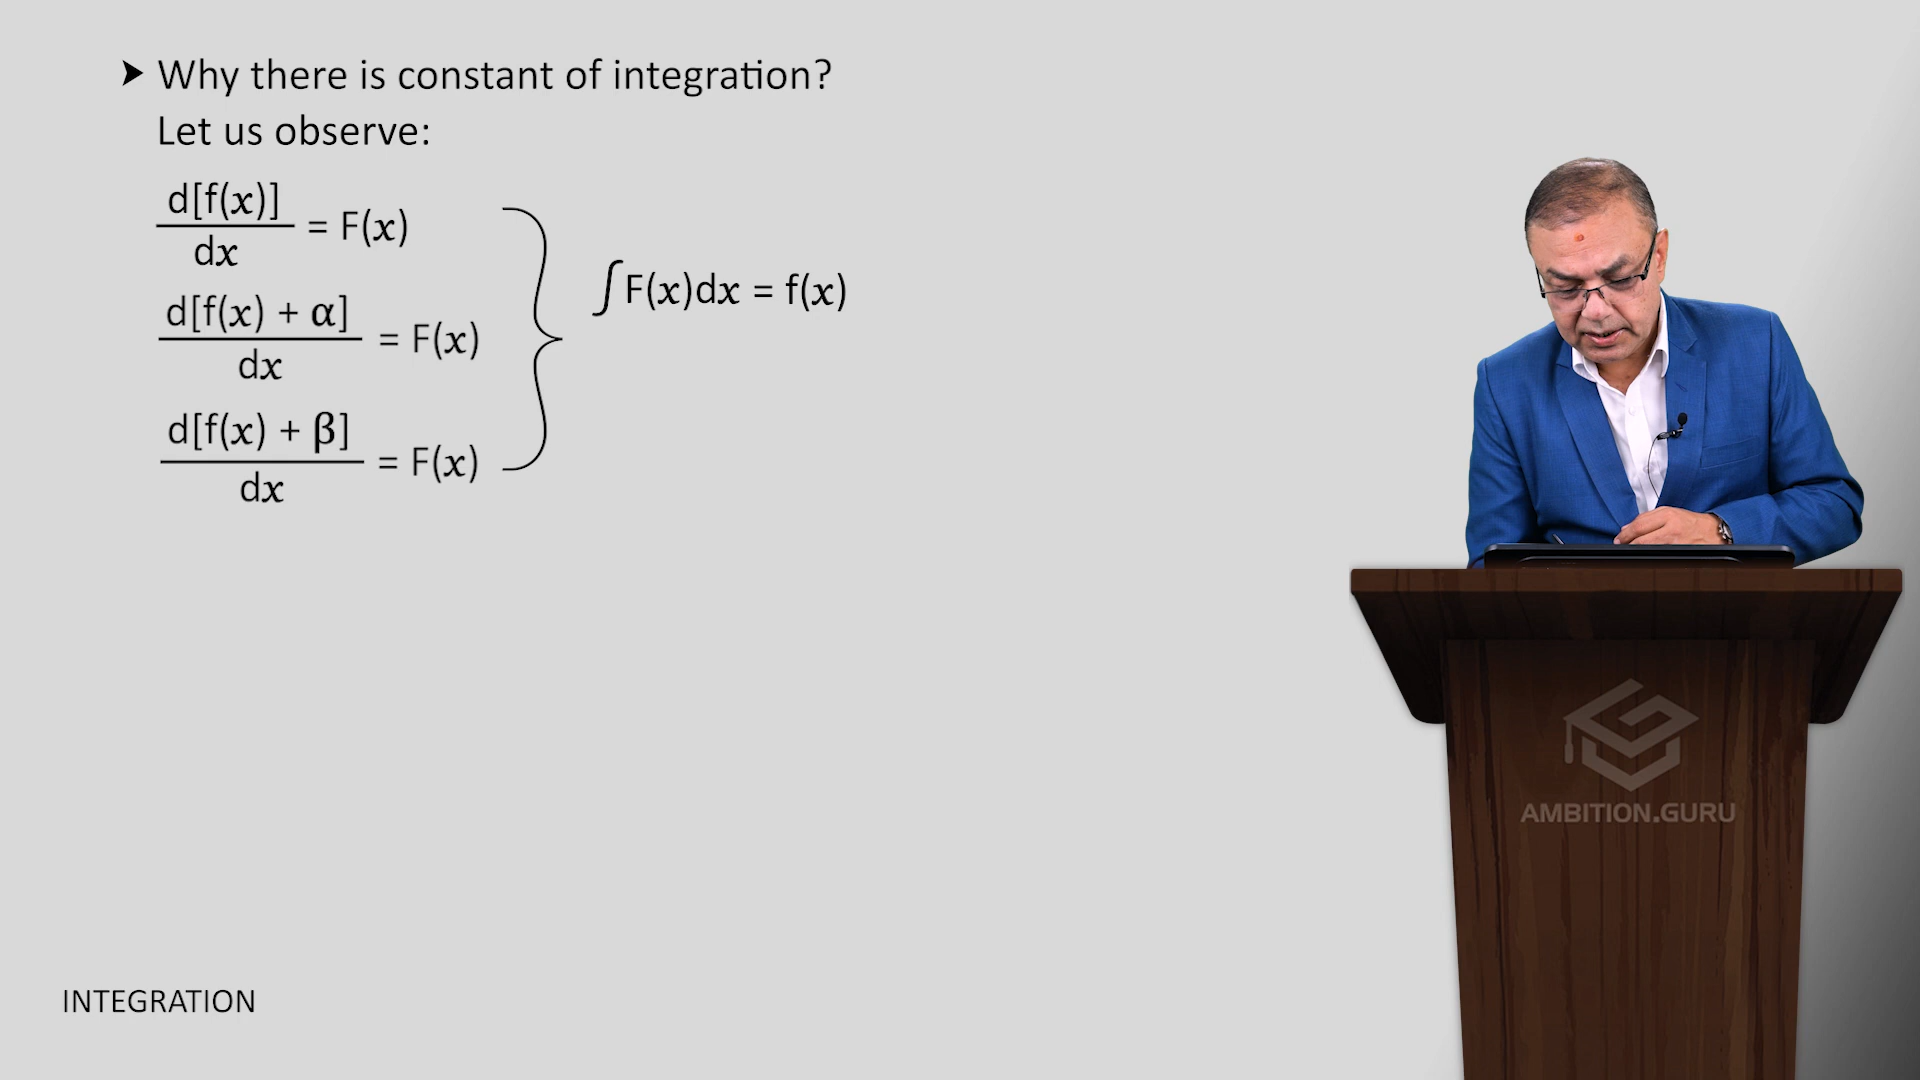 ➤ Why there is constant of integration?
Let us observe:
d[f(x)]/dx = F(x)
d[f(x) + α]/dx = F(x)
d[f(x) + β]/dx = F(x)
∫F(x)dx = f(x)
AMBITION.GURU
INTEGRATION